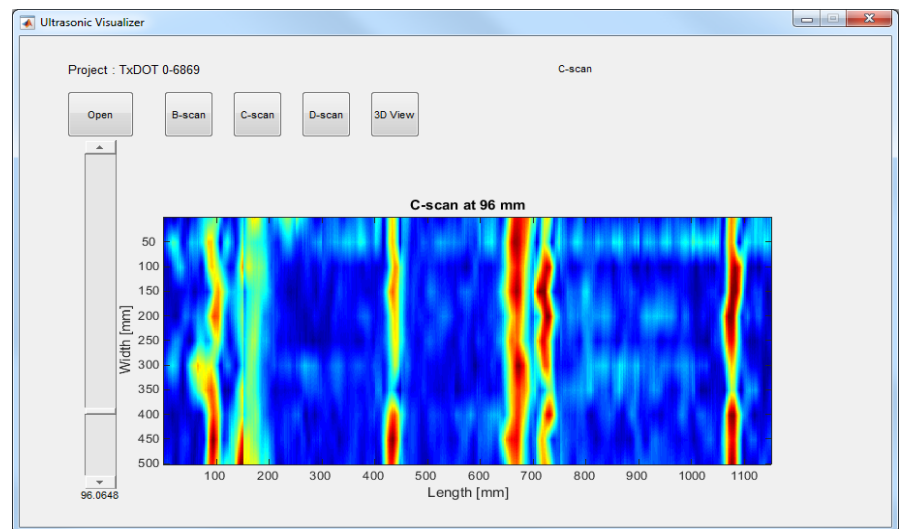 Ultrasonic Visualizer
Project : TxDOT 0-6869
C-scan
Open
B-scan
C-scan
D-scan
3D View
C-scan at 96 mm
50
100
150
200
250
300
350
400
450
500
Width [mm]
100 200 300 400 500 600 700 800 900 1000 1100
Length [mm]
96.0648